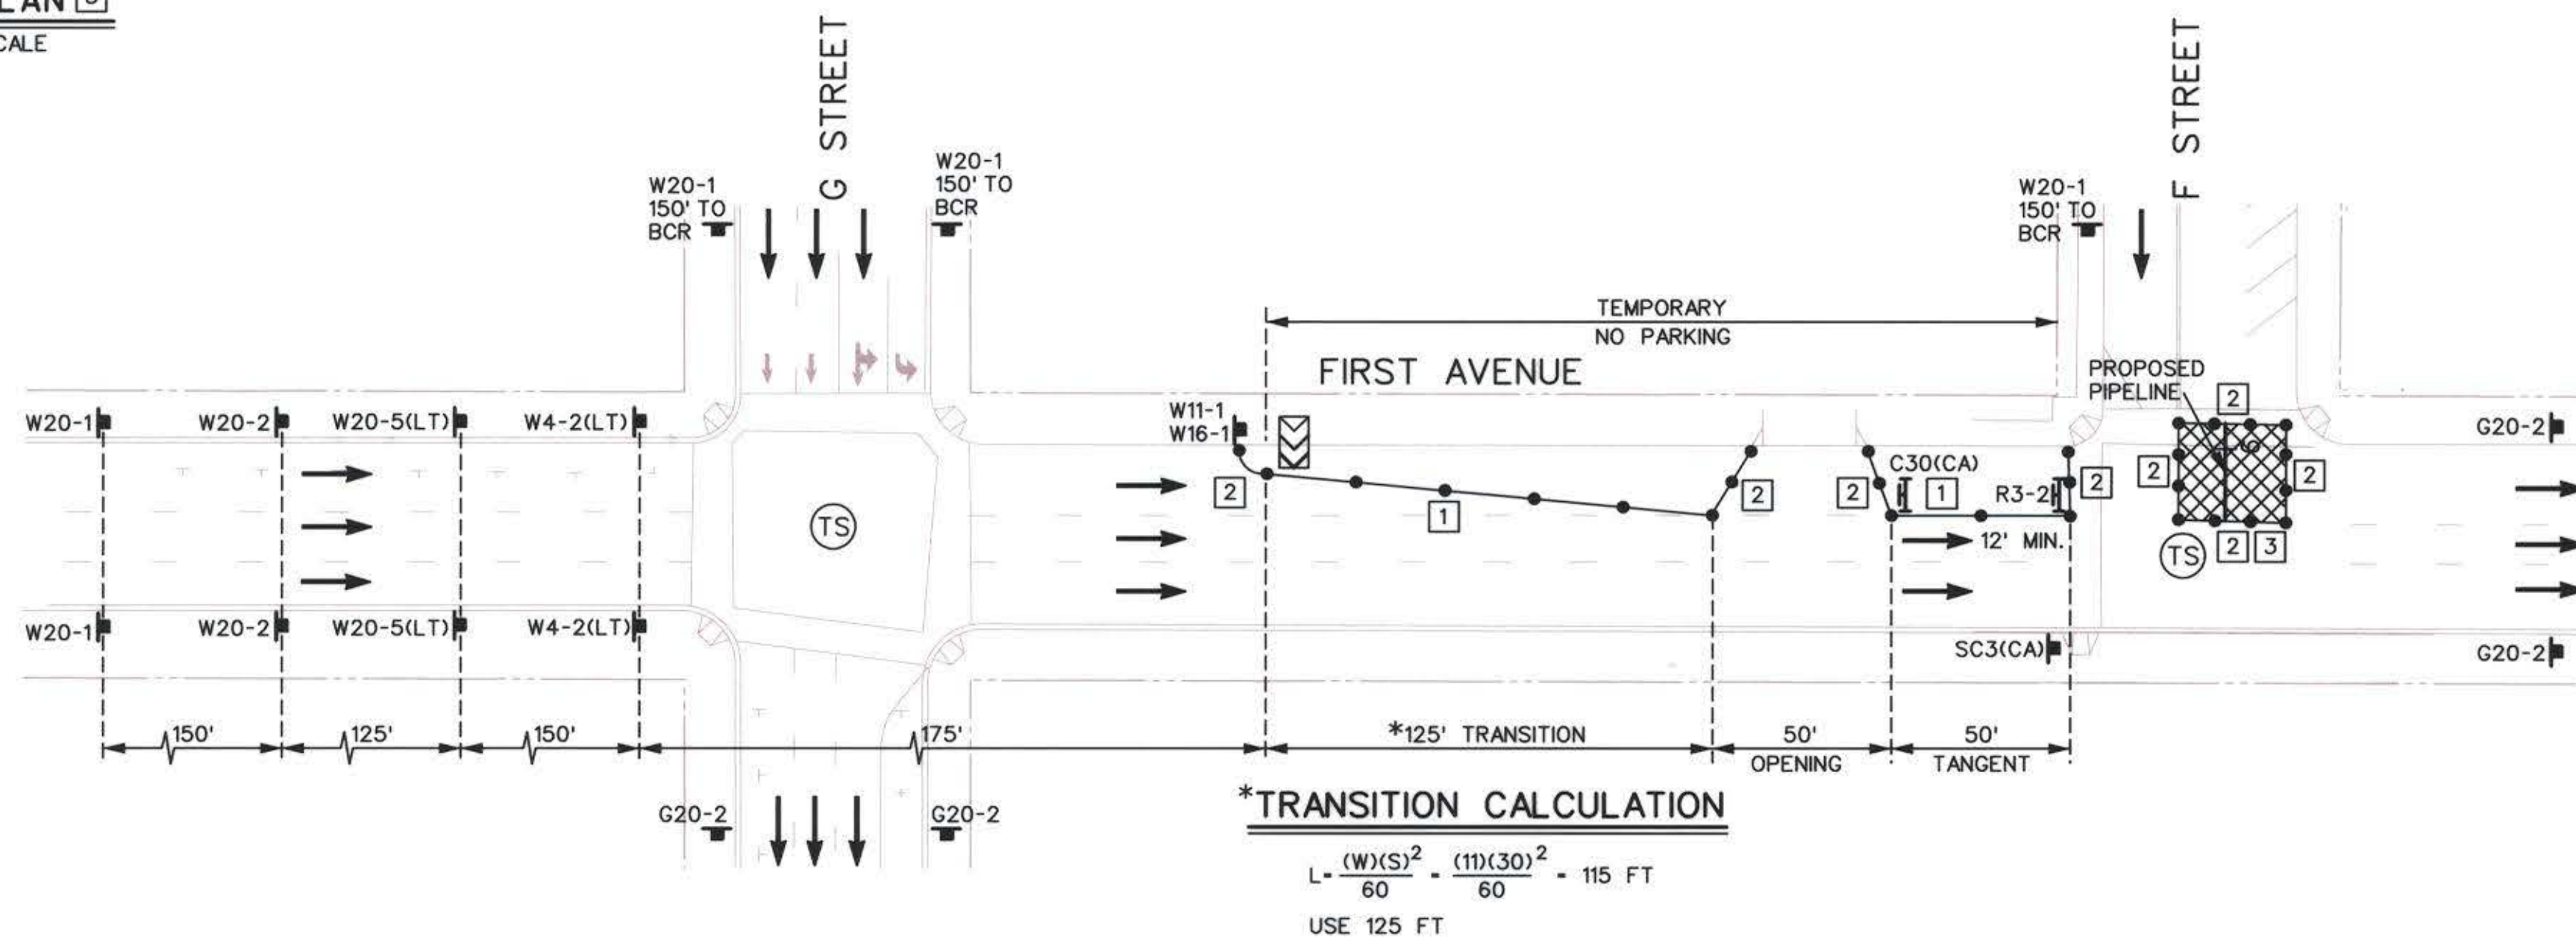 LAN 3
CALE
G STREET
F STREET
W20-1
150' TO
BCR
W20-1
150' TO
BCR
W20-1
150' TO
BCR
TEMPORARY
NO PARKING
FIRST AVENUE
PROPOSED
PIPELINE
2
W20-1
W20-2
W20-5(LT)
W4-2(LT)
W11-1
W16-1
G20-2
2
1
2
2
C30(CA)
1
R3-2
2
2
2
12' MIN.
TS
TS
2 3
W20-1
W20-2
W20-5(LT)
W4-2(LT)
SC3(CA)
G20-2
150'
125'
150'
175'
*125' TRANSITION
50'
OPENING
50'
TANGENT
G20-2
G20-2
*TRANSITION CALCULATION
L-(W)(S)²/60 - (11)(30)²/60 - 115 FT
USE 125 FT